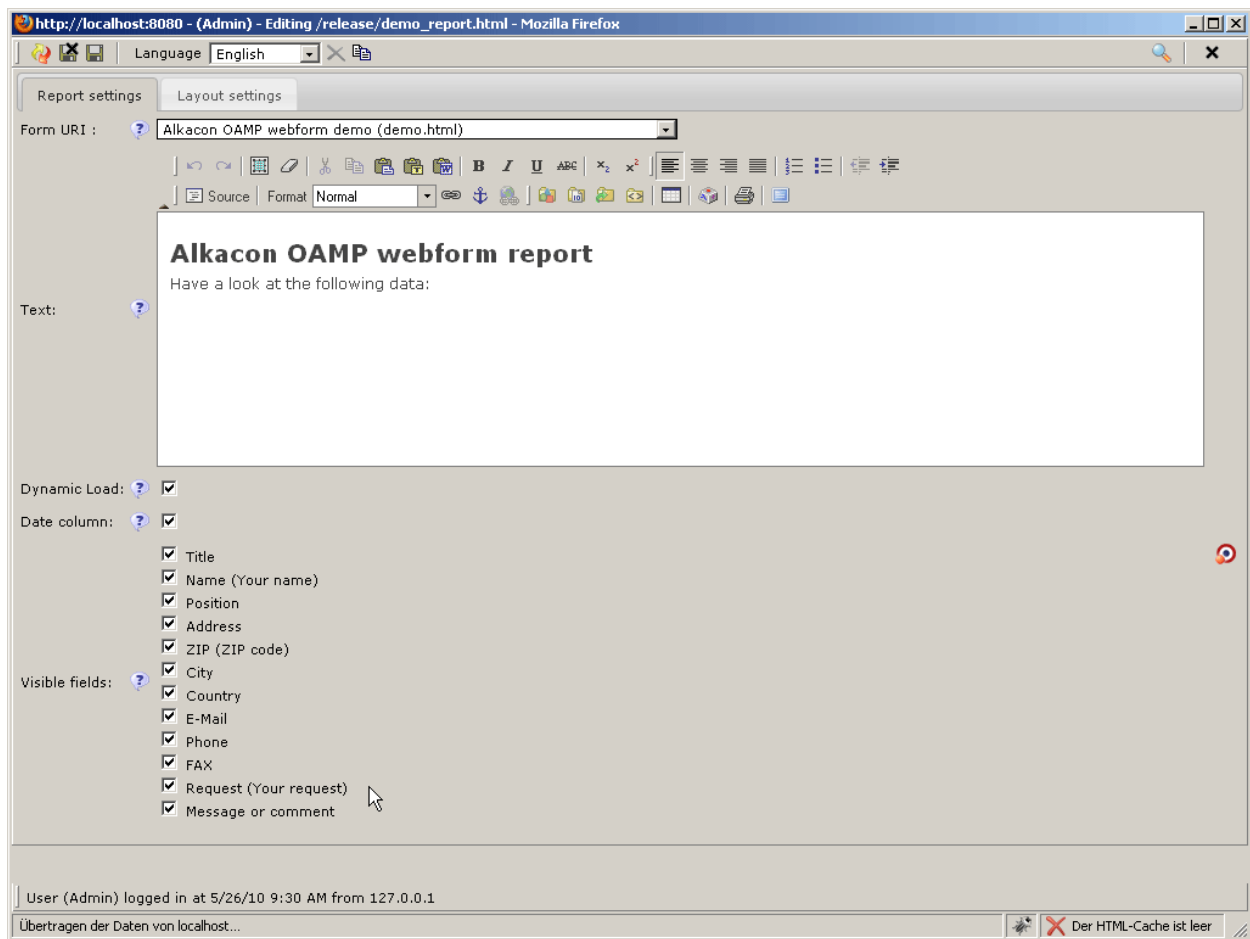 http://localhost:8080 - (Admin) - Editing /release/demo_report.html - Mozilla Firefox
Language English
Report settings Layout settings
Form URI : Alkacon OAMP webform demo (demo.html)
B I U ABC x2 x2
Source Format Normal
Alkacon OAMP webform report
Have a look at the following data:
Text:
Dynamic Load:
Date column:
Title
Name (Your name)
Position
Address
ZIP (ZIP code)
City
Visible fields:
Country
E-Mail
Phone
FAX
Request (Your request)
Message or comment
User (Admin) logged in at 5/26/10 9:30 AM from 127.0.0.1
Übertragen der Daten von localhost... Der HTML-Cache ist leer